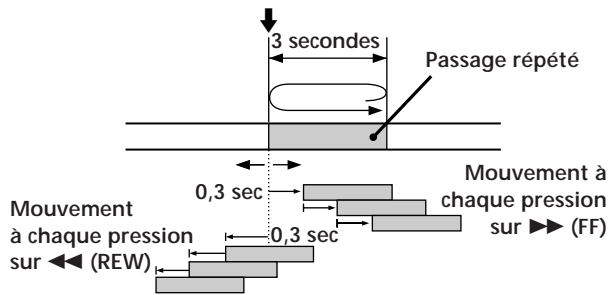 3 secondes
Passage répété
0,3 sec
Mouvement à
chaque pression
sur ▶▶ (FF)
Mouvement
à chaque pression
sur ◀◀ (REW)
0,3 sec